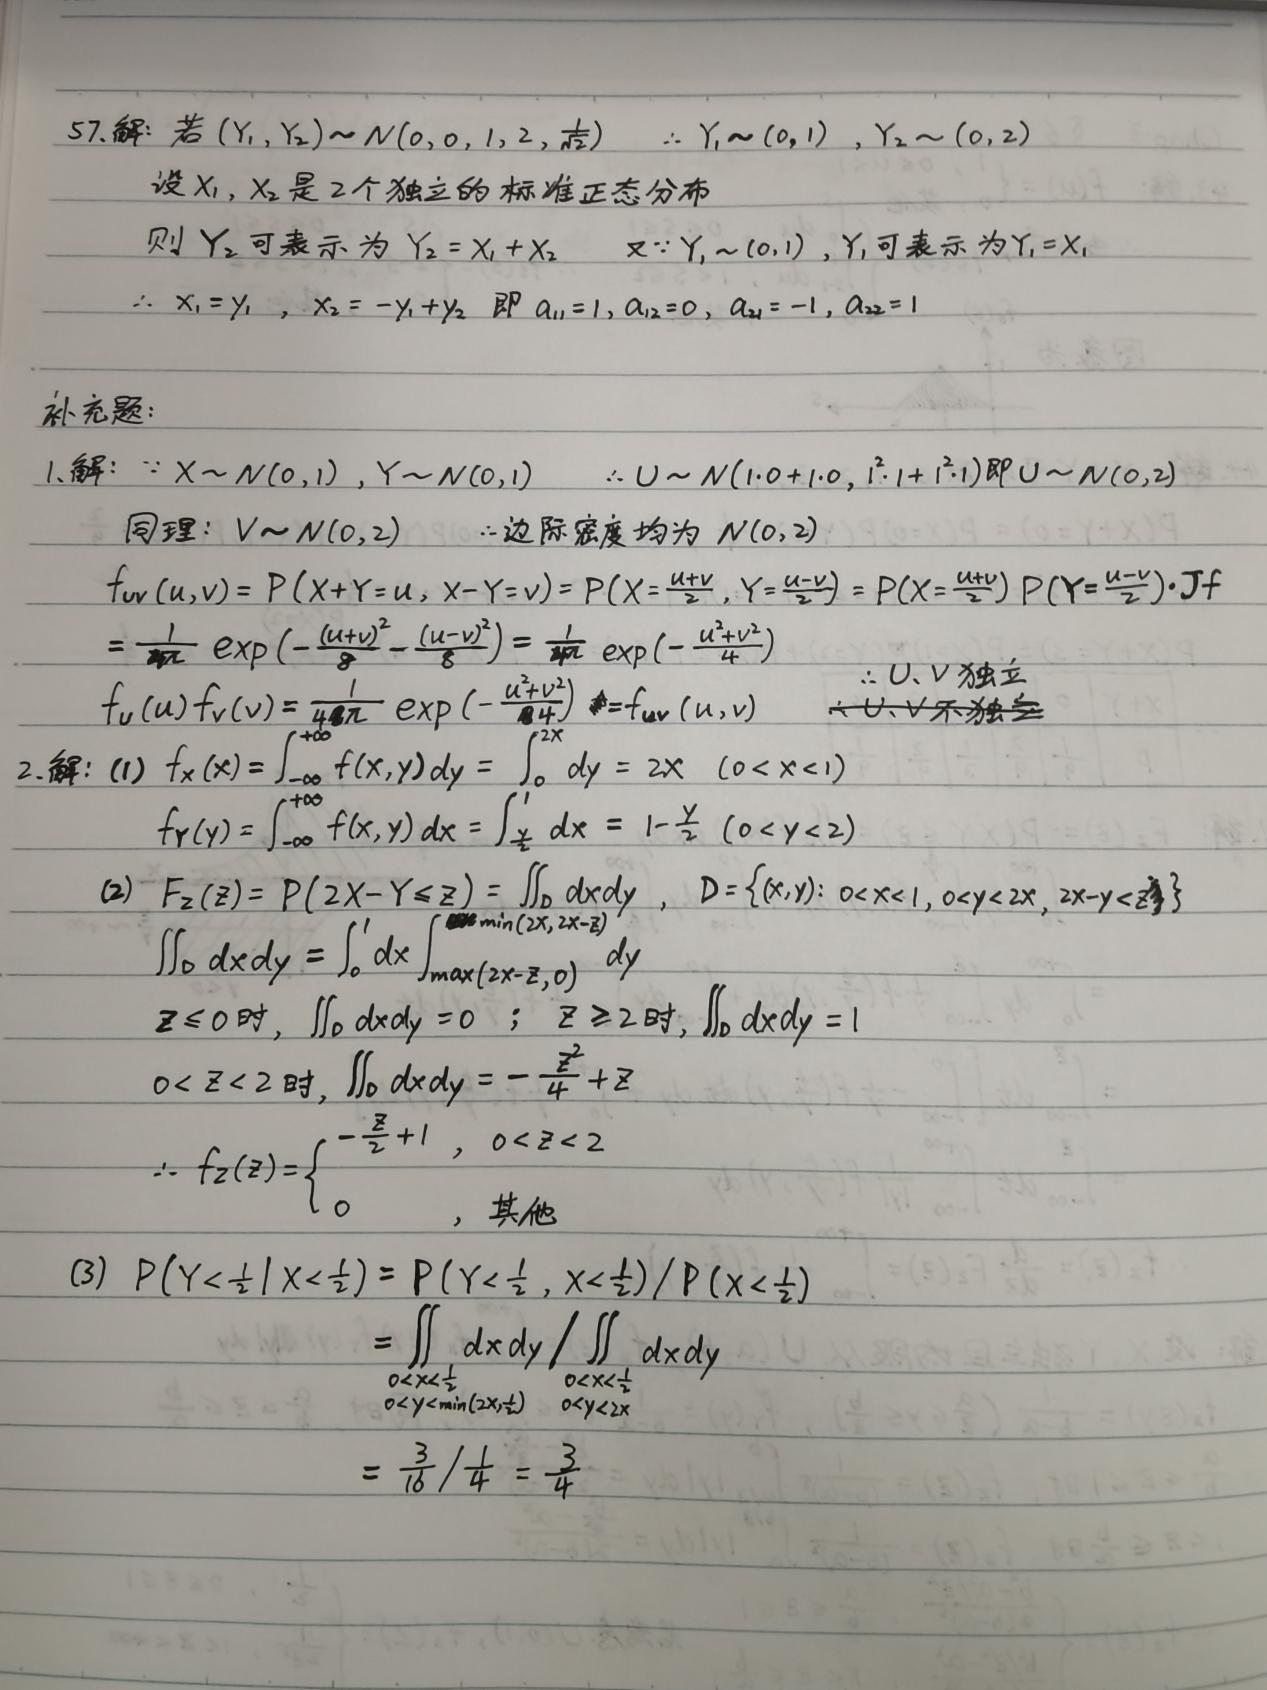 57.解: 若(Y₁,Y₂)~N(0,0,1,2,1/√2) ∴Y₁~(0,1),Y₂~(0,2)
设X₁,X₂是2个独立的标准正态分布
则Y₂可表示为Y₂=X₁+X₂ 又∵Y₁~(0,1),Y₁可表示为Y₁=X₁
∴ x₁=y₁, x₂=-y₁+y₂ 即 a₁₁=1, a₁₂=0, a₂₁=-1, a₂₂=1
补充题:
1.解: ∵X~N(0,1),Y~N(0,1) ∴U~N(1·0+1·0, 1²·1+1²·1)即U~N(0,2)
同理:V~N(0,2) ∴边际密度均为N(0,2)
fᵤᵥ(u,v)=P(X+Y=u, X-Y=v)=P(X=(u+v)/2, Y=(u-v)/2)=P(X=(u+v)/2)P(Y=(u-v)/2)·Jf
=1/4π exp(-(u+v)²/8-(u-v)²/8)=1/4π exp(-(u²+v²)/4)
∴U、V独立
fᵤ(u)fᵥ(v)=1/4π exp(-(u²+v²)/4)=fᵤᵥ(u,v) ∴U、V不独立
2.解:(1) f_X(x)=∫_{-∞}^{+∞}f(x,y)dy=∫₀^{2x}dy=2x (0<x<1)
f_Y(y)=∫_{-∞}^{+∞}f(x,y)dx=∫_{y/2}^{1}dx=1-y/2 (0<y<2)
(2) F_Z(z)=P(2X-Y≤z)=∬_D dxdy, D={(x,y):0<x<1,0<y<2x,2x-y<z}
∬_D dxdy=∫₀¹dx∫_{max(2x-z,0)}^{min(2x,2x-z)}dy
z≤0时,∬_D dxdy=0; z≥2时,∬_D dxdy=1
0<z<2时,∬_D dxdy=-z²/4+z
∴ f_Z(z)={-z/2+1, 0<z<2
0, 其他
(3) P(Y<1/2|X<1/2)=P(Y<1/2, X<1/2)/P(X<1/2)
=∬dxdy/∬dxdy
0<x<1/2 0<x<1/2
0<y<min(2x,1/2) 0<y<2x
=3/16/1/4=3/4